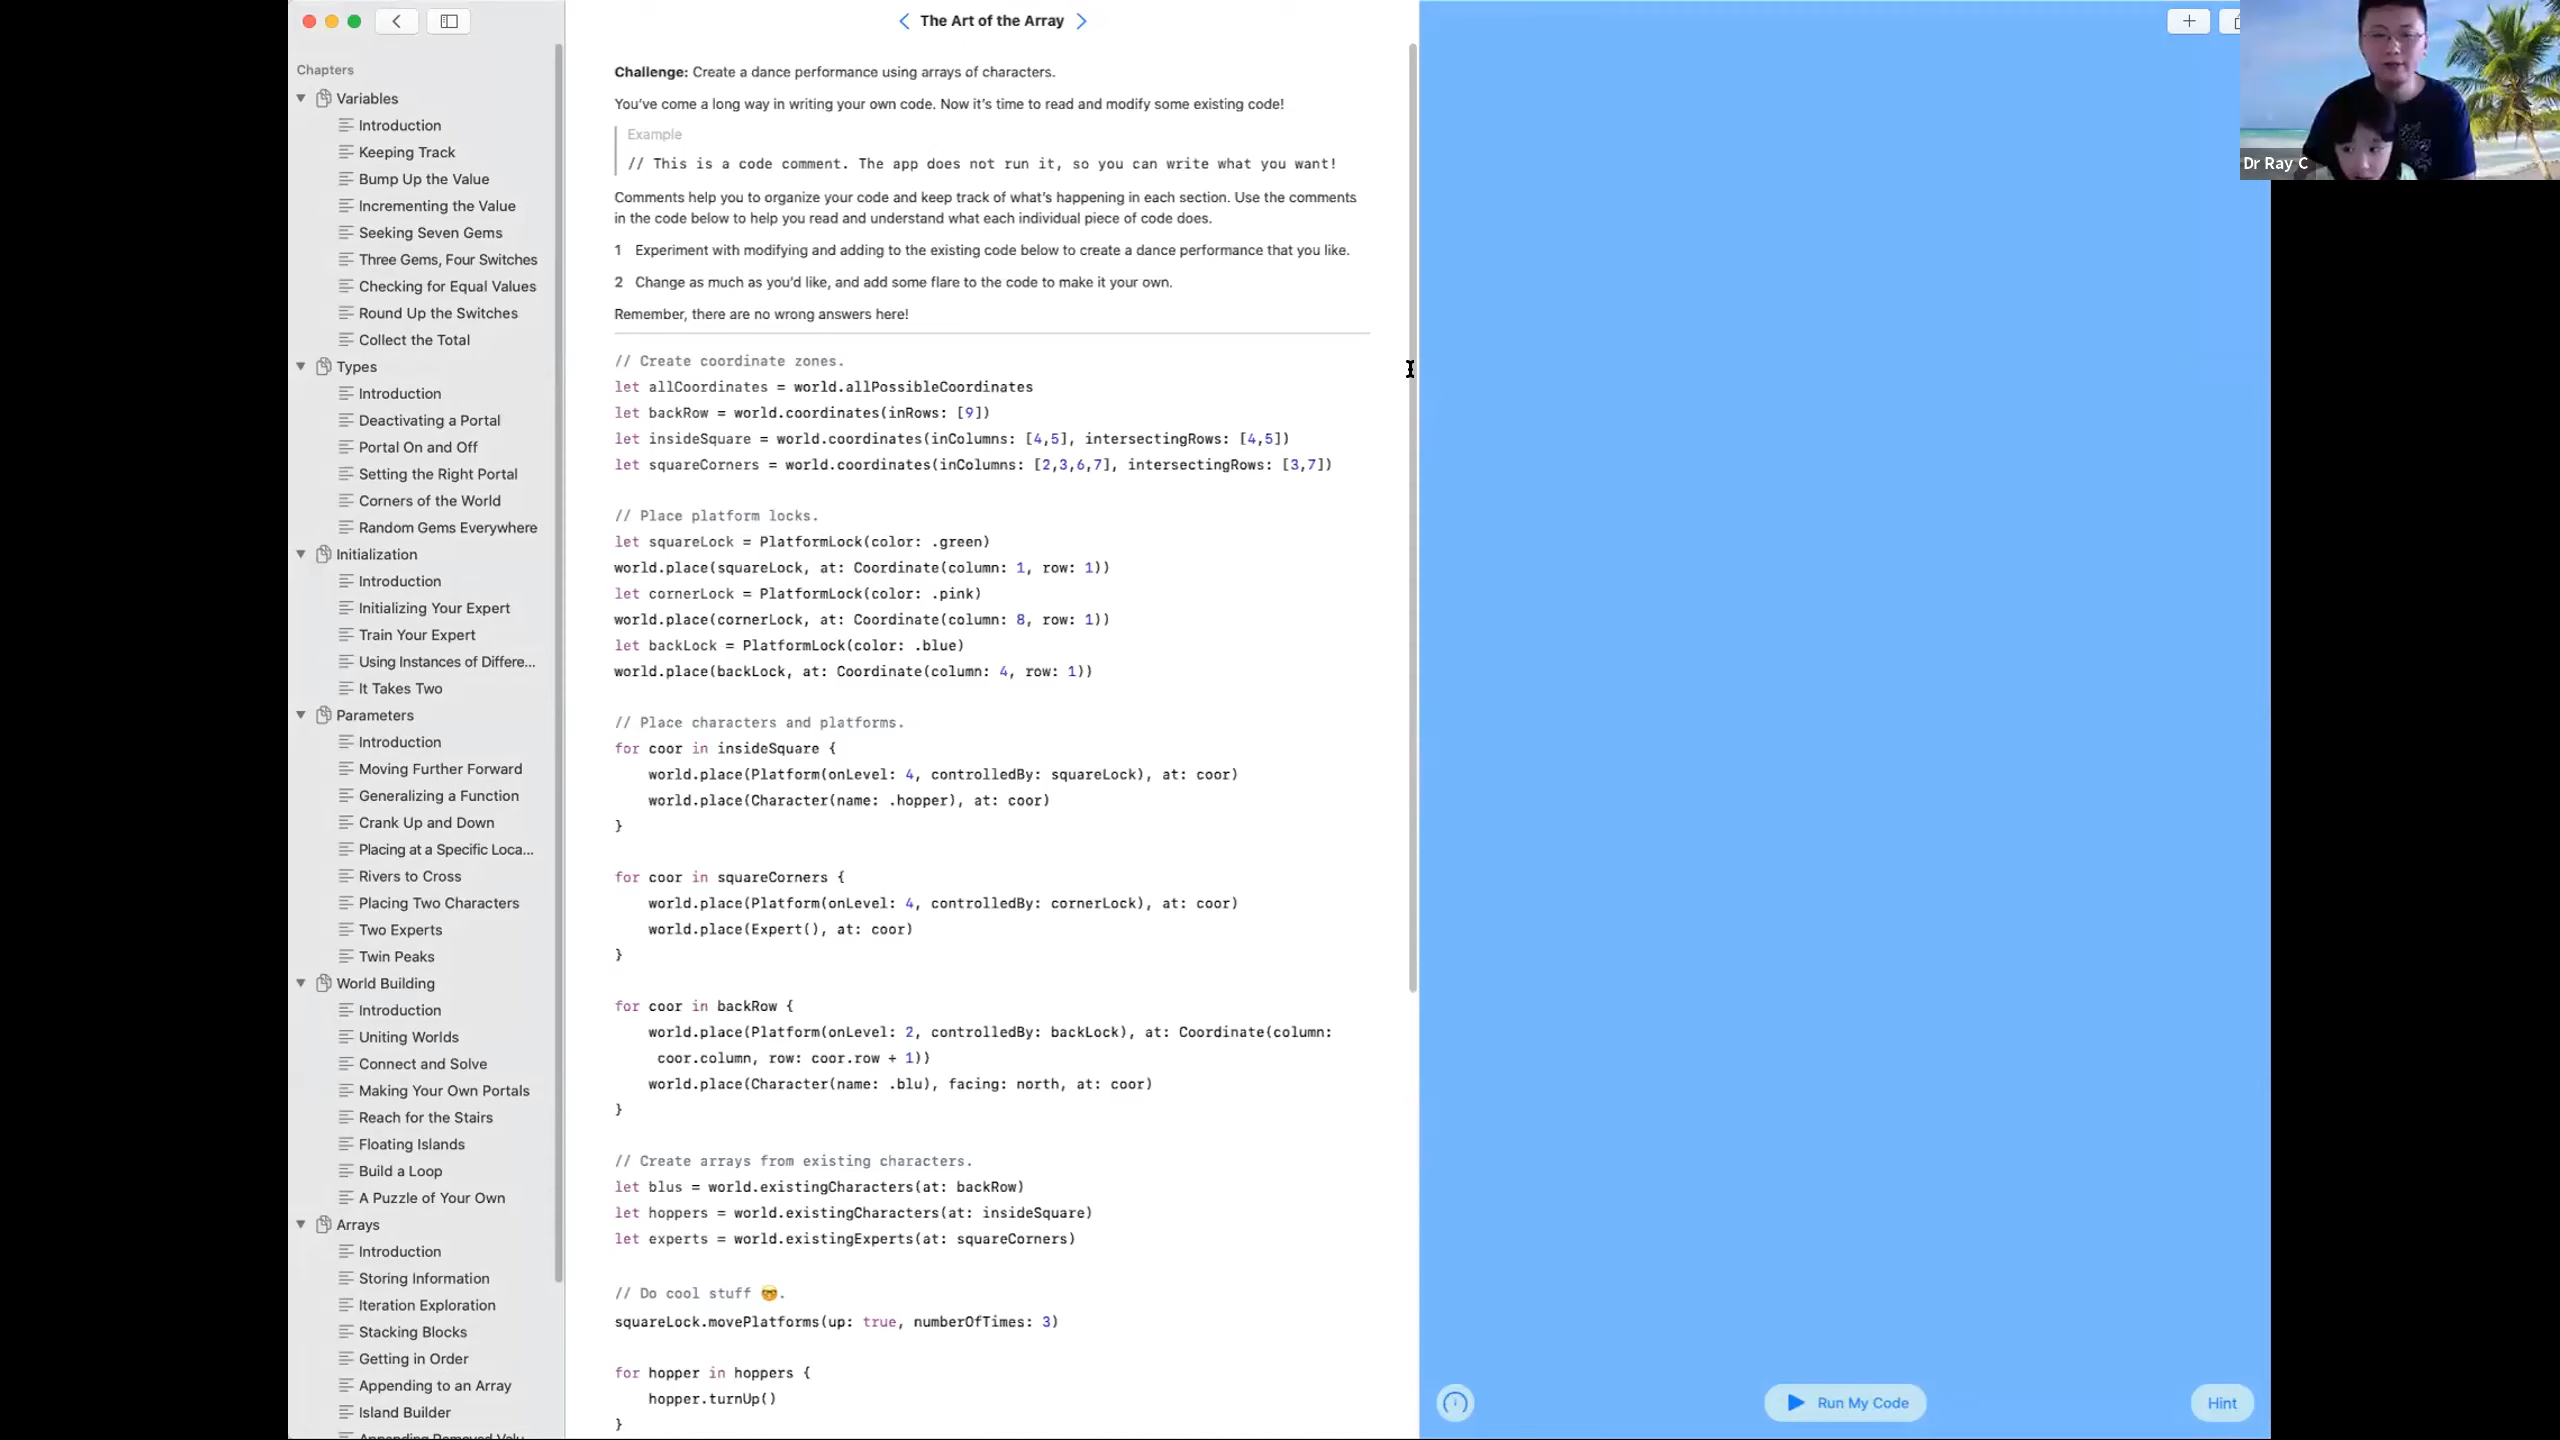 The Art of the Array
Chapters
Variables
Introduction
Keeping Track
Bump Up the Value
Incrementing the Value
Seeking Seven Gems
Three Gems, Four Switches
Checking for Equal Values
Round Up the Switches
Collect the Total
Types
Introduction
Deactivating a Portal
Portal On and Off
Setting the Right Portal
Corners of the World
Random Gems Everywhere
Initialization
Introduction
Initializing Your Expert
Train Your Expert
Using Instances of Differe...
It Takes Two
Parameters
Introduction
Moving Further Forward
Generalizing a Function
Crank Up and Down
Placing at a Specific Loca...
Rivers to Cross
Placing Two Characters
Two Experts
Twin Peaks
World Building
Introduction
Uniting Worlds
Connect and Solve
Making Your Own Portals
Reach for the Stairs
Floating Islands
Build a Loop
A Puzzle of Your Own
Arrays
Introduction
Storing Information
Iteration Exploration
Stacking Blocks
Getting in Order
Appending to an Array
Island Builder
Challenge: Create a dance performance using arrays of characters.
You've come a long way in writing your own code. Now it's time to read and modify some existing code!
Example
// This is a code comment. The app does not run it, so you can write what you want!
Comments help you to organize your code and keep track of what's happening in each section. Use the comments
in the code below to help you read and understand what each individual piece of code does.
1 Experiment with modifying and adding to the existing code below to create a dance performance that you like.
2 Change as much as you'd like, and add some flare to the code to make it your own.
Remember, there are no wrong answers here!
// Create coordinate zones.
let allCoordinates = world.allPossibleCoordinates
let backRow = world.coordinates(inRows: [9])
let insideSquare = world.coordinates(inColumns: [4,5], intersectingRows: [4,5])
let squareCorners = world.coordinates(inColumns: [2,3,6,7], intersectingRows: [3,7])
// Place platform locks.
let squareLock = PlatformLock(color: .green)
world.place(squareLock, at: Coordinate(column: 1, row: 1))
let cornerLock = PlatformLock(color: .pink)
world.place(cornerLock, at: Coordinate(column: 8, row: 1))
let backLock = PlatformLock(color: .blue)
world.place(backLock, at: Coordinate(column: 4, row: 1))
// Place characters and platforms.
for coor in insideSquare {
world.place(Platform(onLevel: 4, controlledBy: squareLock), at: coor)
world.place(Character(name: .hopper), at: coor)
}
for coor in squareCorners {
world.place(Platform(onLevel: 4, controlledBy: cornerLock), at: coor)
world.place(Expert(), at: coor)
}
for coor in backRow {
world.place(Platform(onLevel: 2, controlledBy: backLock), at: Coordinate(column:
coor.column, row: coor.row + 1))
world.place(Character(name: .blu), facing: north, at: coor)
}
// Create arrays from existing characters.
let blus = world.existingCharacters(at: backRow)
let hoppers = world.existingCharacters(at: insideSquare)
let experts = world.existingExperts(at: squareCorners)
// Do cool stuff 🤓.
squareLock.movePlatforms(up: true, numberOfTimes: 3)
for hopper in hoppers {
hopper.turnUp()
}
Run My Code
Hint
Dr Ray C